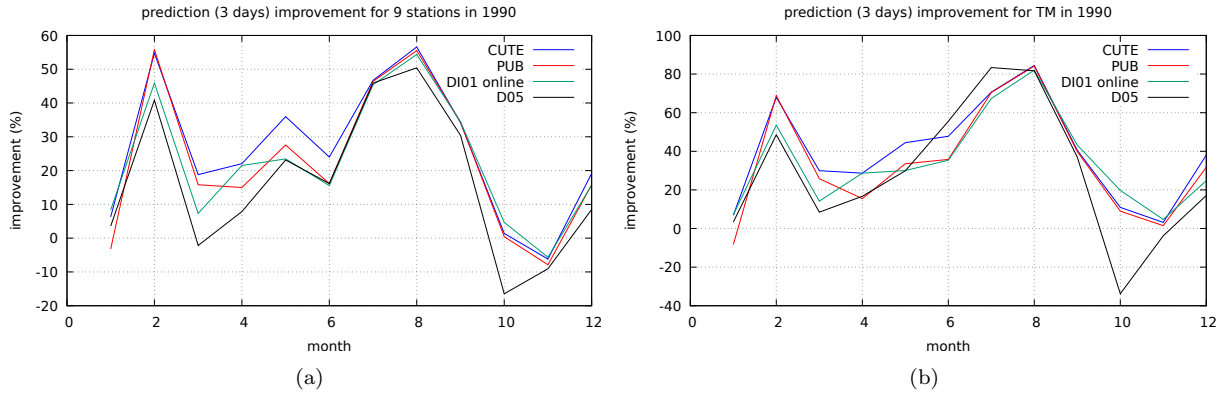 prediction (3 days) improvement for 9 stations in 1990
60
50
40
30
20
10
0
-10
-20
improvement (%)
CUTE
PUB
DI01 online
D05
0 2 4 6 8 10 12
month
(a)
prediction (3 days) improvement for TM in 1990
100
80
60
40
20
0
-20
-40
improvement (%)
CUTE
PUB
DI01 online
D05
0 2 4 6 8 10 12
month
(b)